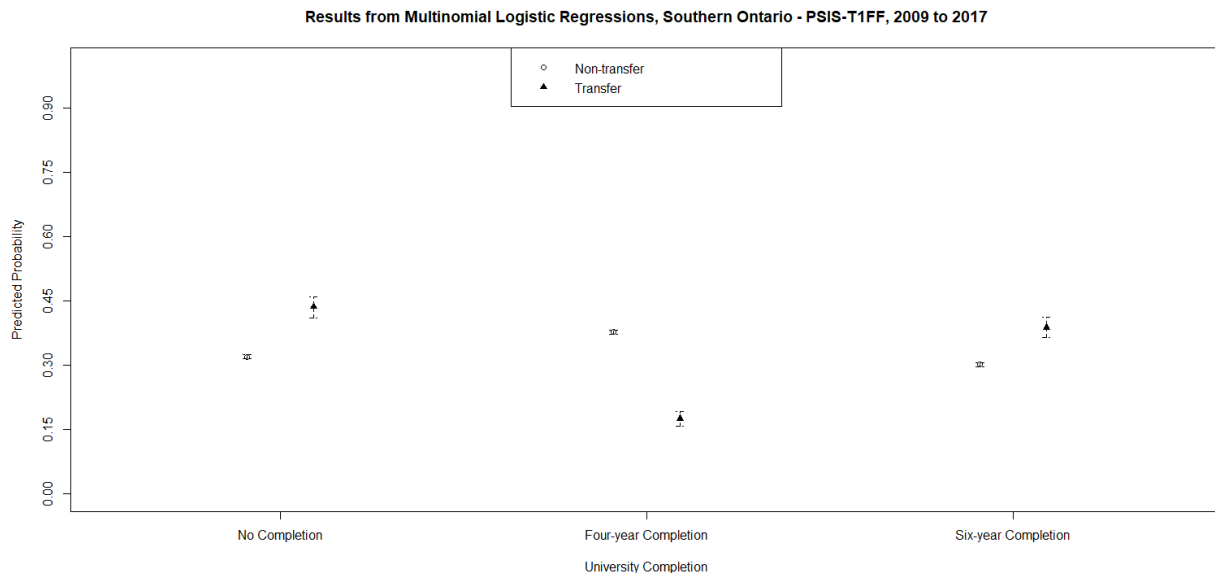 Results from Multinomial Logistic Regressions, Southern Ontario - PSIS-T1FF, 2009 to 2017
Non-transfer
Transfer
Predicted Probability
0.90
0.75
0.60
0.45
0.30
0.15
0.00
No Completion
Four-year Completion
Six-year Completion
University Completion